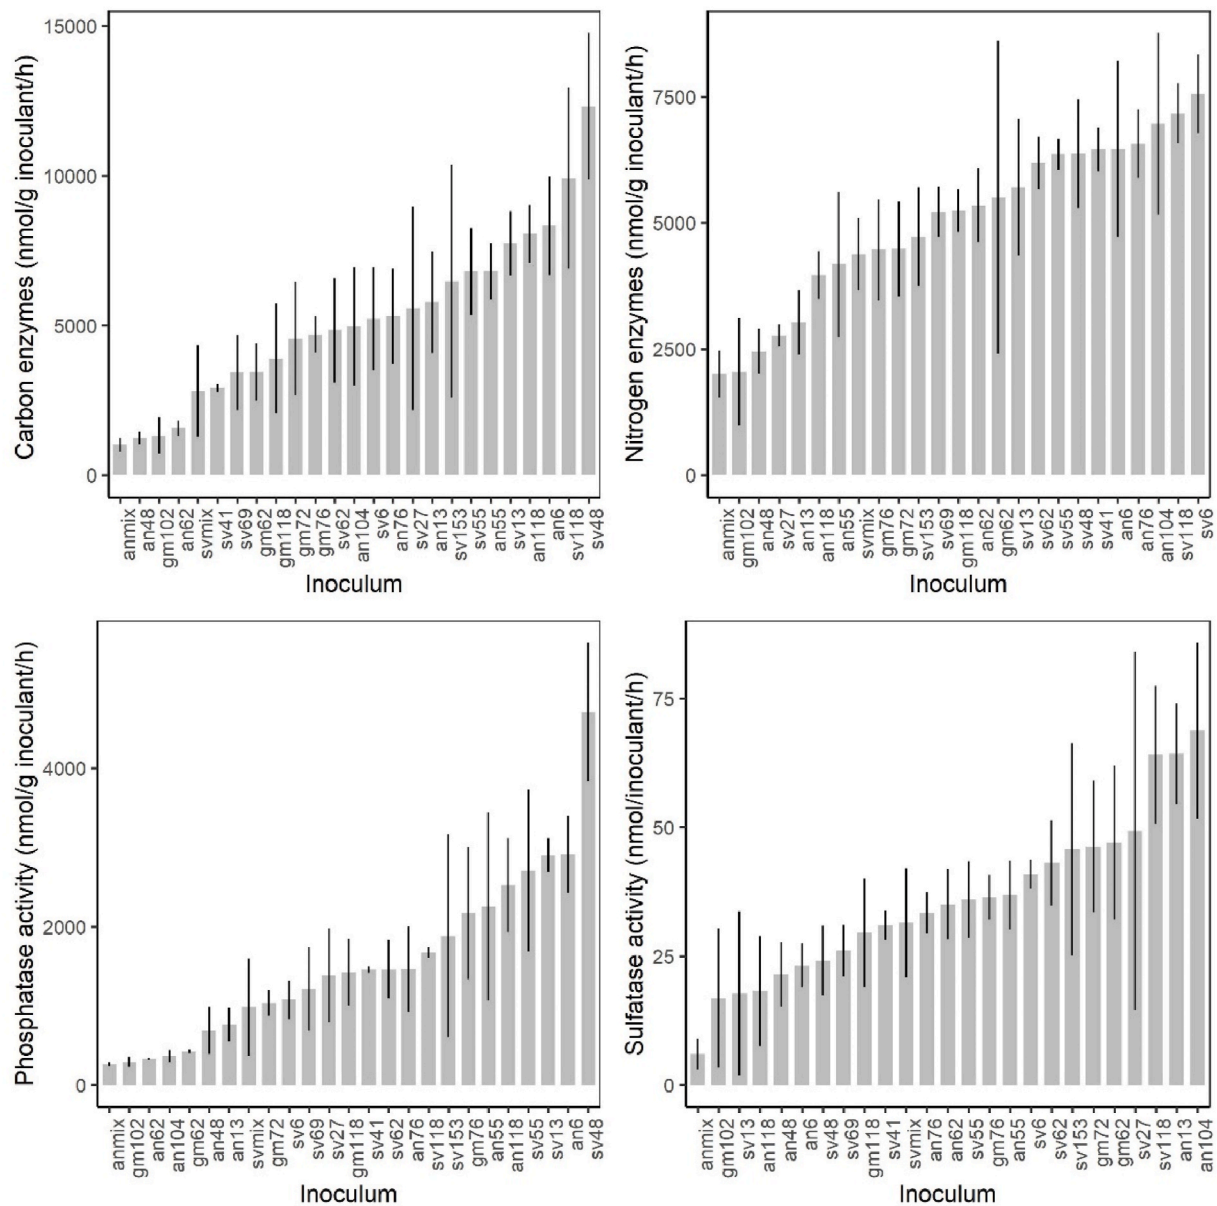 Carbon enzymes (nmol/g inoculant/h)
15000
10000
5000
0
anmix an48 gm102 an62 svmix sv41 sv69 gm62 gm118 gm72 gm76 sv62 an104 sv6 an76 sv27 an13 sv153 sv55 an55 sv13 an118 an6 sv118 sv48
Inoculum
Nitrogen enzymes (nmol/g inoculant/h)
7500
5000
2500
0
anmix gm102 an48 sv27 an13 an118 an55 svmix gm76 gm72 sv153 sv69 gm118 an62 gm62 sv13 sv62 sv55 sv48 sv41 an6 an76 an104 sv118 sv6
Inoculum
Phosphatase activity (nmol/g inoculant/h)
4000
2000
0
anmix gm102 an62 an104 gm62 an48 an13 svmix gm72 sv6 sv69 sv27 gm118 sv41 sv62 an76 sv118 sv153 gm76 an55 an118 sv55 sv13 an6 sv48
Inoculum
Sulfatase activity (nmol/inoculant/h)
75
50
25
0
anmix gm102 sv13 an118 an48 an6 sv48 sv69 gm118 sv41 svmix an76 an62 sv55 gm76 an55 sv6 sv62 sv153 gm72 gm62 sv27 sv118 an13 an104
Inoculum